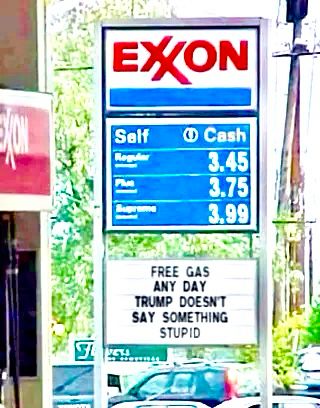 EXXON
Self Cash
Regular 3.45
Plus 3.75
Supreme 3.99
FREE GAS
ANY DAY
TRUMP DOESN'T
SAY SOMETHING
STUPID
EXXON